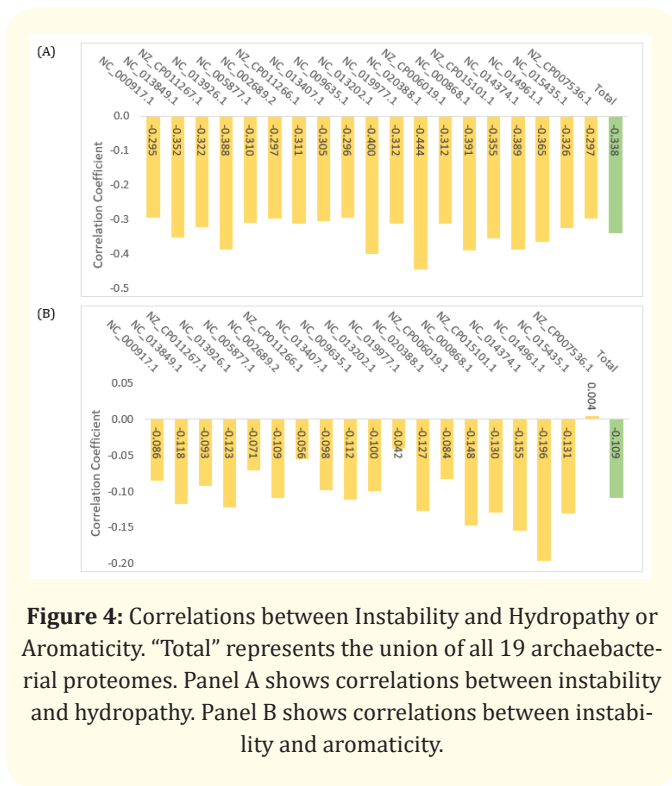 (A)
NC_000917.1
NC_013849.1
NZ_CP011267.1
NC_013926.1
NC_005877.1
NC_002689.2
NZ_CP011266.1
NC_013407.1
NC_009635.1
NC_013202.1
NC_019977.1
NC_020388.1
NZ_CP006019.1
NC_000868.1
NZ_CP015101.1
NC_014374.1
NC_014961.1
NC_015435.1
NZ_CP007536.1
Total
Correlation Coefficient
0.0
-0.1
-0.2
-0.3
-0.4
-0.5
-0.295
-0.352
-0.322
-0.388
-0.310
-0.297
-0.311
-0.305
-0.296
-0.400
-0.312
-0.444
-0.312
-0.391
-0.355
-0.389
-0.365
-0.326
-0.297
-0.338
(B)
NC_000917.1
NC_013849.1
NZ_CP011267.1
NC_013926.1
NC_005877.1
NC_002689.2
NZ_CP011266.1
NC_013407.1
NC_009635.1
NC_013202.1
NC_019977.1
NC_020388.1
NZ_CP006019.1
NC_000868.1
NZ_CP015101.1
NC_014374.1
NC_014961.1
NC_015435.1
NZ_CP007536.1
Total
Correlation Coefficient
0.05
0.00
-0.05
-0.10
-0.15
-0.20
-0.086
-0.118
-0.093
-0.123
-0.071
-0.109
-0.056
-0.098
-0.112
-0.100
-0.042
-0.127
-0.084
-0.148
-0.130
-0.155
-0.196
-0.131
0.004
-0.109
Figure 4: Correlations between Instability and Hydropathy or
Aromaticity. “Total” represents the union of all 19 archaebacte-
rial proteomes. Panel A shows correlations between instability
and hydropathy. Panel B shows correlations between instabi-
lity and aromaticity.